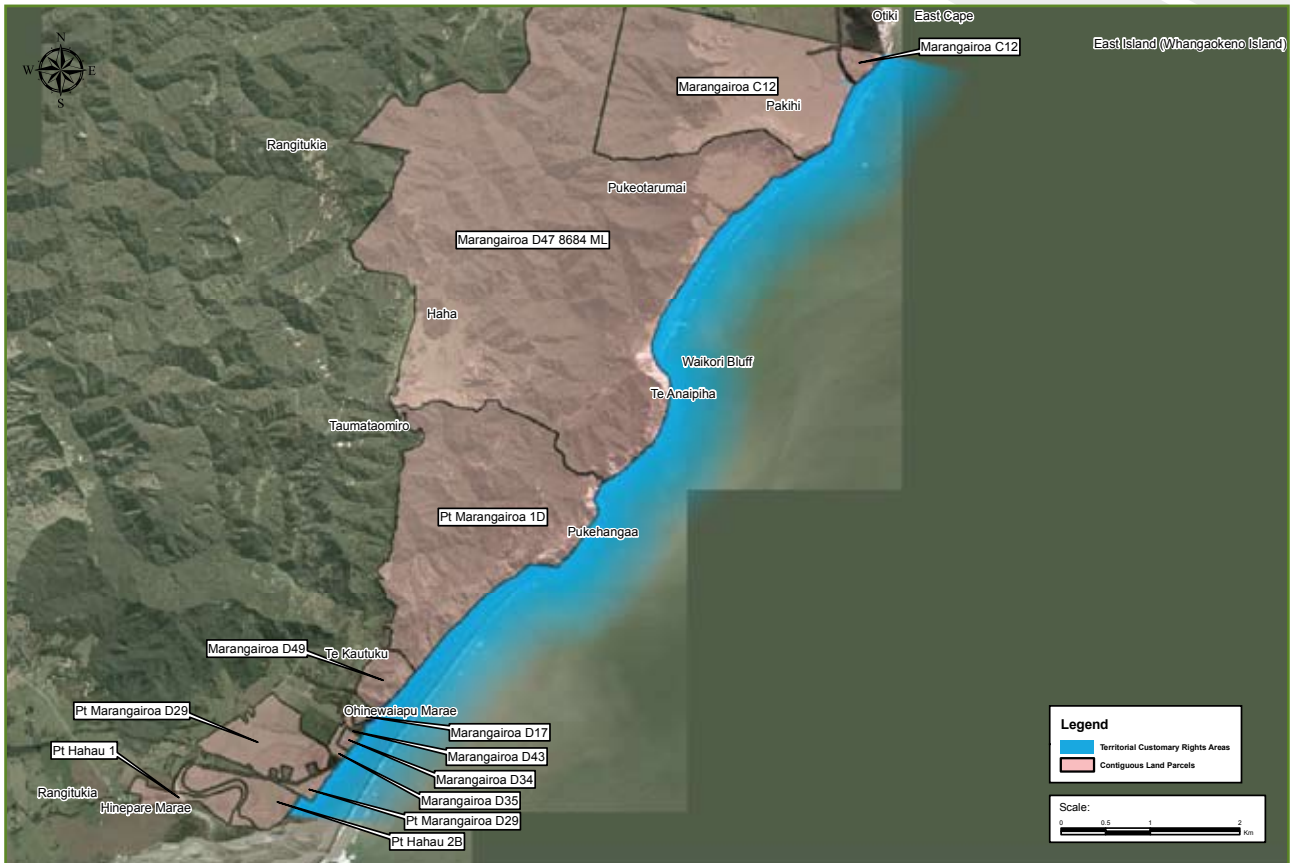 Otiki
East Cape
East Island (Whangaokeno Island)
Marangairoa C12
N
W
E
S
Marangairoa C12
Pakihi
Rangitukia
Pukeotarumai
Marangairoa D47 8684 ML
Haha
Waikori Bluff
Te Anaipiha
Taumataomiro
Pt Marangairoa 1D
Pukehangaa
Marangairoa D49
Te Kautuku
Pt Marangairoa D29
Ohinewaiapu Marae
Marangairoa D17
Pt Hahau 1
Marangairoa D43
Marangairoa D34
Rangitukia
Hinepare Marae
Marangairoa D35
Pt Marangairoa D29
Pt Hahau 2B
Legend
Territorial Customary Rights Areas
Contiguous Land Parcels
Scale:
0 0.5 1 2
Km